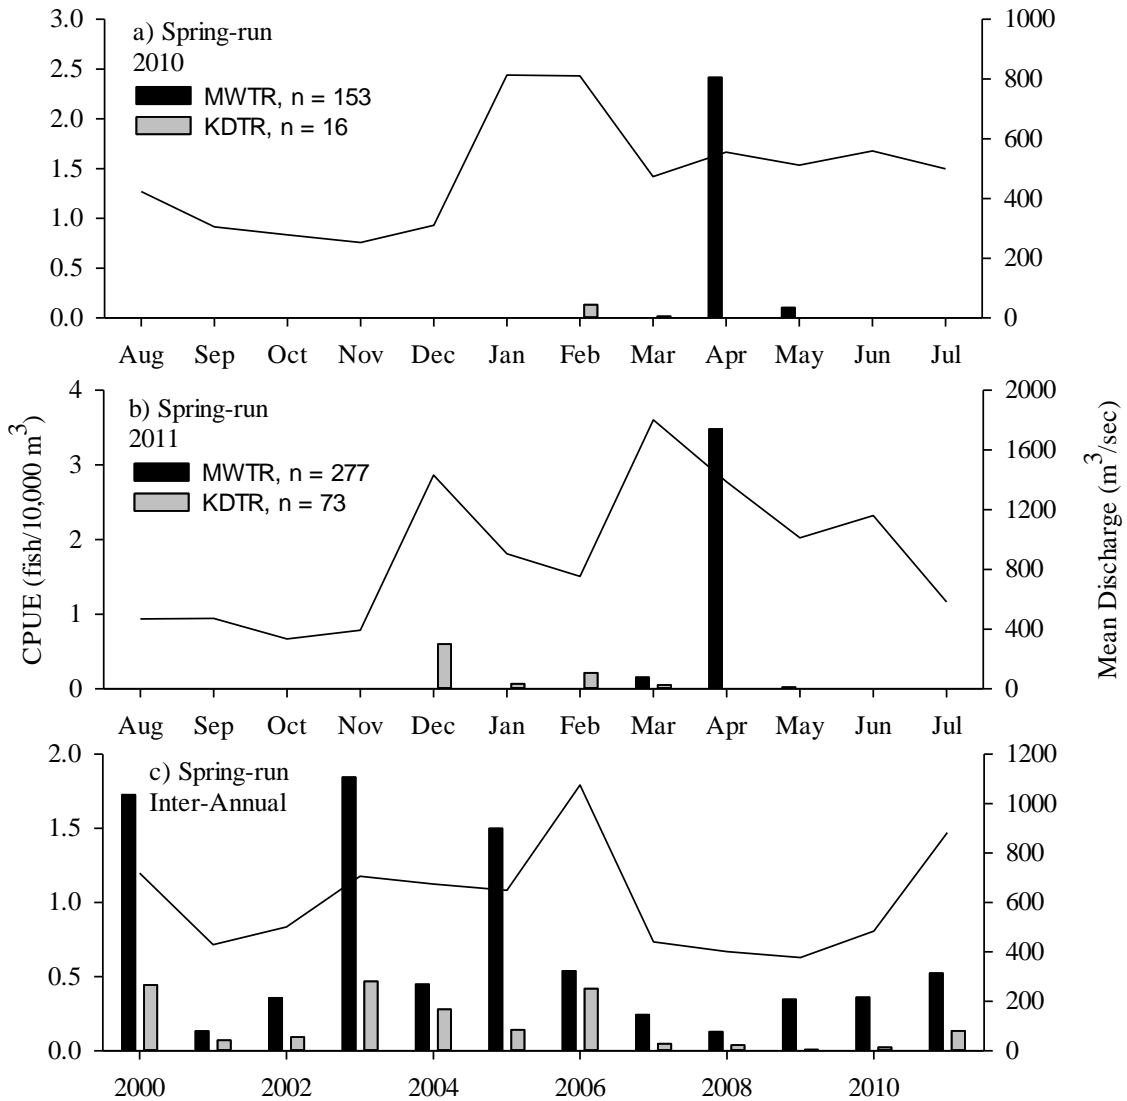 a) Spring-run
2010
MWTR, n = 153
KDTR, n = 16
3.0
2.5
2.0
1.5
1.0
0.5
0.0
1000
800
600
400
200
0
Aug Sep Oct Nov Dec Jan Feb Mar Apr May Jun Jul
CPUE (fish/10,000 m³)
Mean Discharge (m³/sec)
b) Spring-run
2011
MWTR, n = 277
KDTR, n = 73
4
3
2
1
0
2000
1600
1200
800
400
0
Aug Sep Oct Nov Dec Jan Feb Mar Apr May Jun Jul
c) Spring-run
Inter-Annual
2.0
1.5
1.0
0.5
0.0
1200
1000
800
600
400
200
0
2000 2002 2004 2006 2008 2010